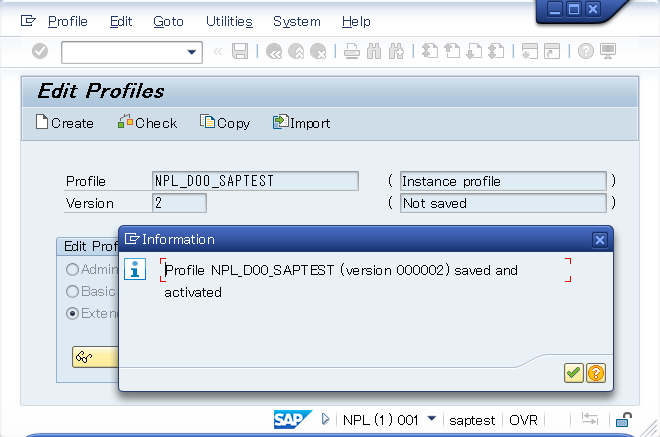 Profile Edit Goto Utilities System Help
Edit Profiles
Create Check Copy Import
Profile NPL_D00_SAPTEST ( Instance profile )
Version 2 ( Not saved )
Edit Prof
Information
Admin
Profile NPL_D00_SAPTEST (version 000002) saved and
Basic
activated
Exten
SAP NPL (1) 001 saptest OVR